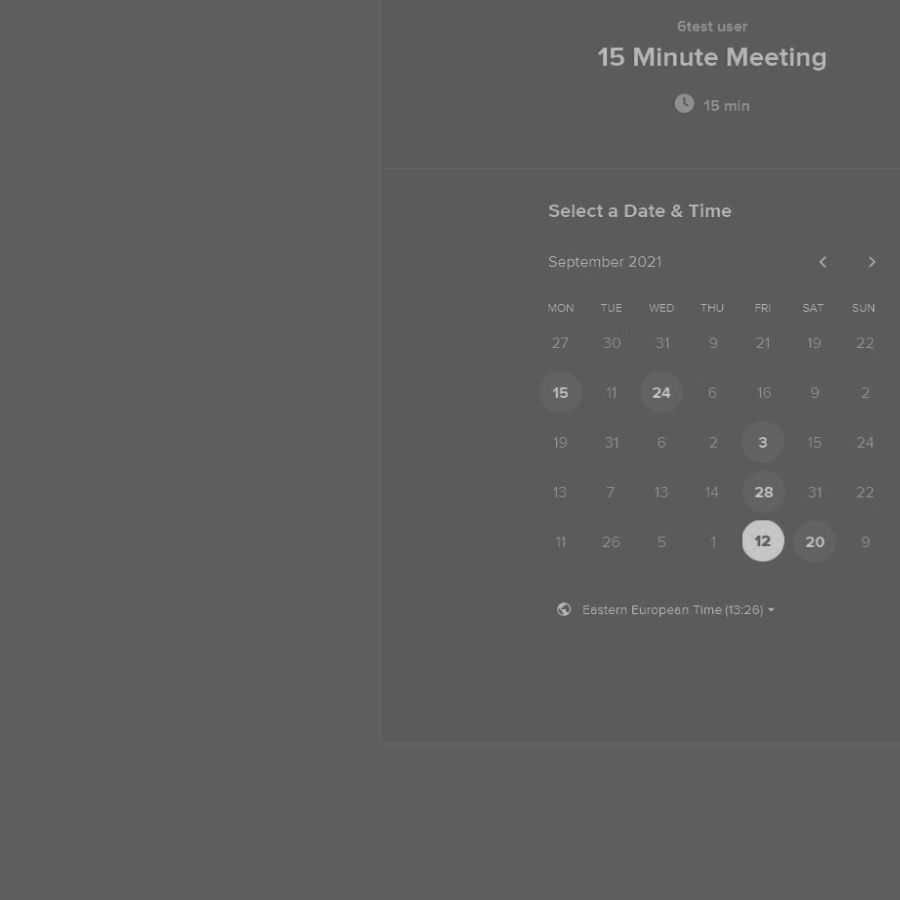 6test user
15 Minute Meeting
15 min
Select a Date & Time
September 2021
MON TUE WED THU FRI SAT SUN
27 30 31 9 21 19 22
15 11 24 6 16 9 2
19 31 6 2 3 15 24
13 7 13 14 28 31 22
11 26 5 1 12 20 9
Eastern European Time (13:26)